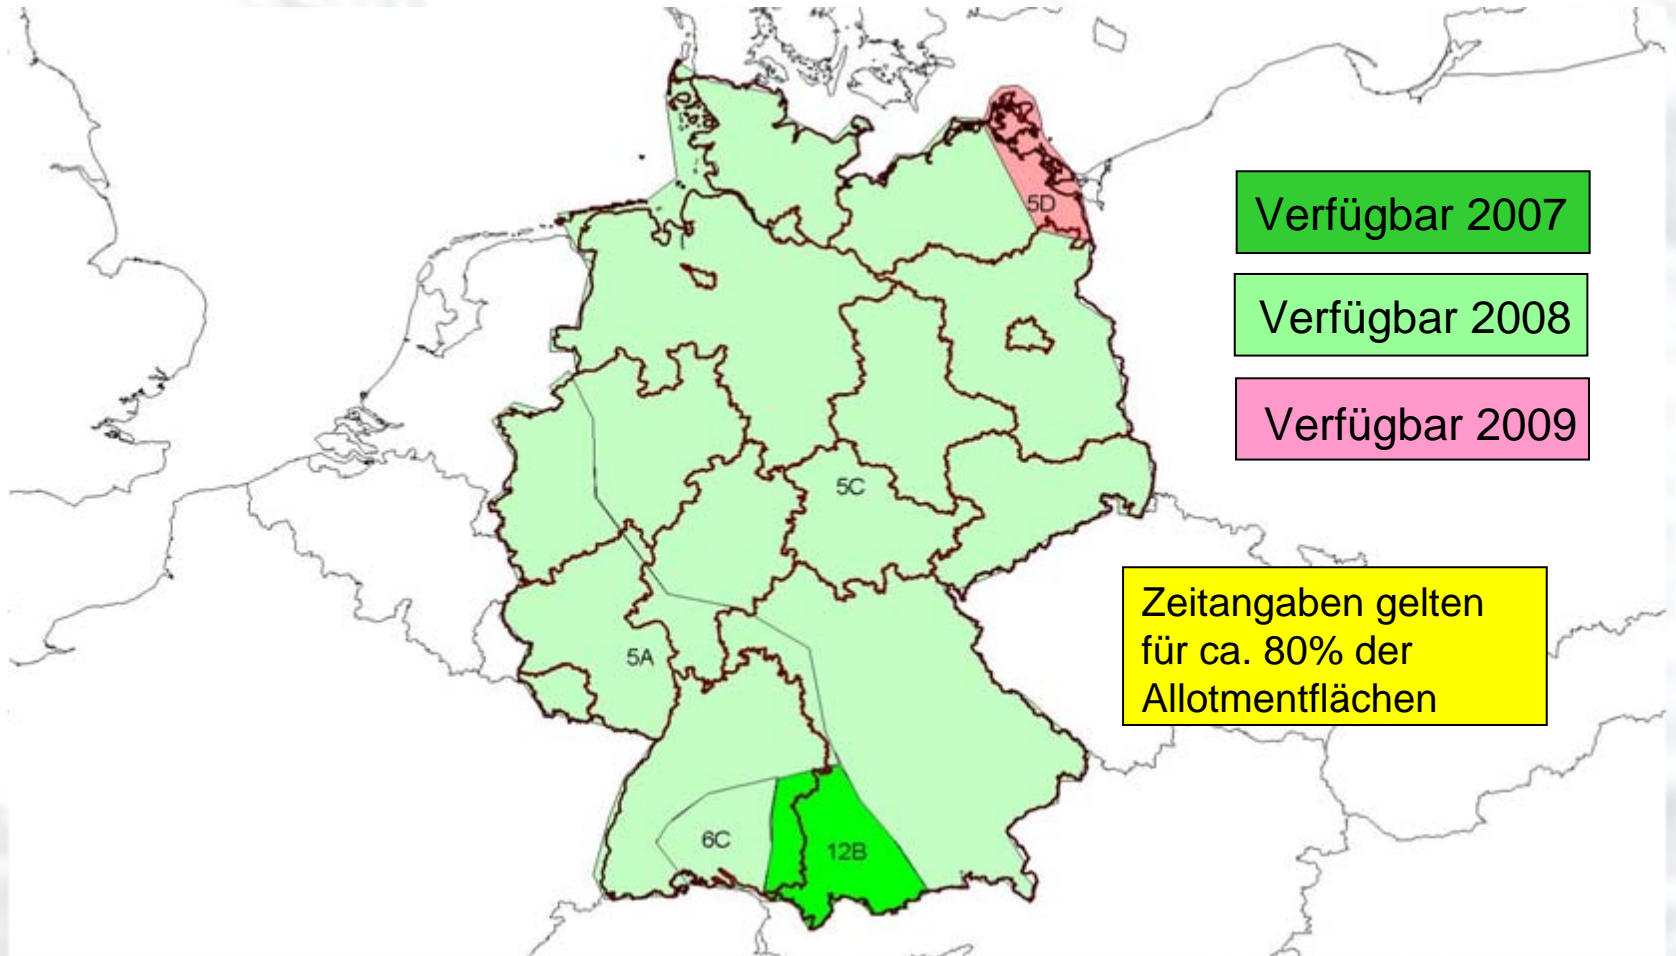 5D
Verfügbar 2007
Verfügbar 2008
Verfügbar 2009
5C
Zeitangaben gelten
für ca. 80% der
Allotmentflächen
5A
6C
12B